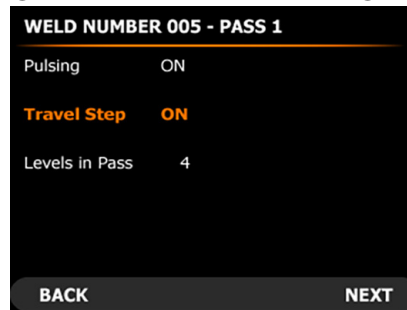 WELD NUMBER 005 - PASS 1
Pulsing ON
Travel Step ON
Levels in Pass 4
BACK NEXT